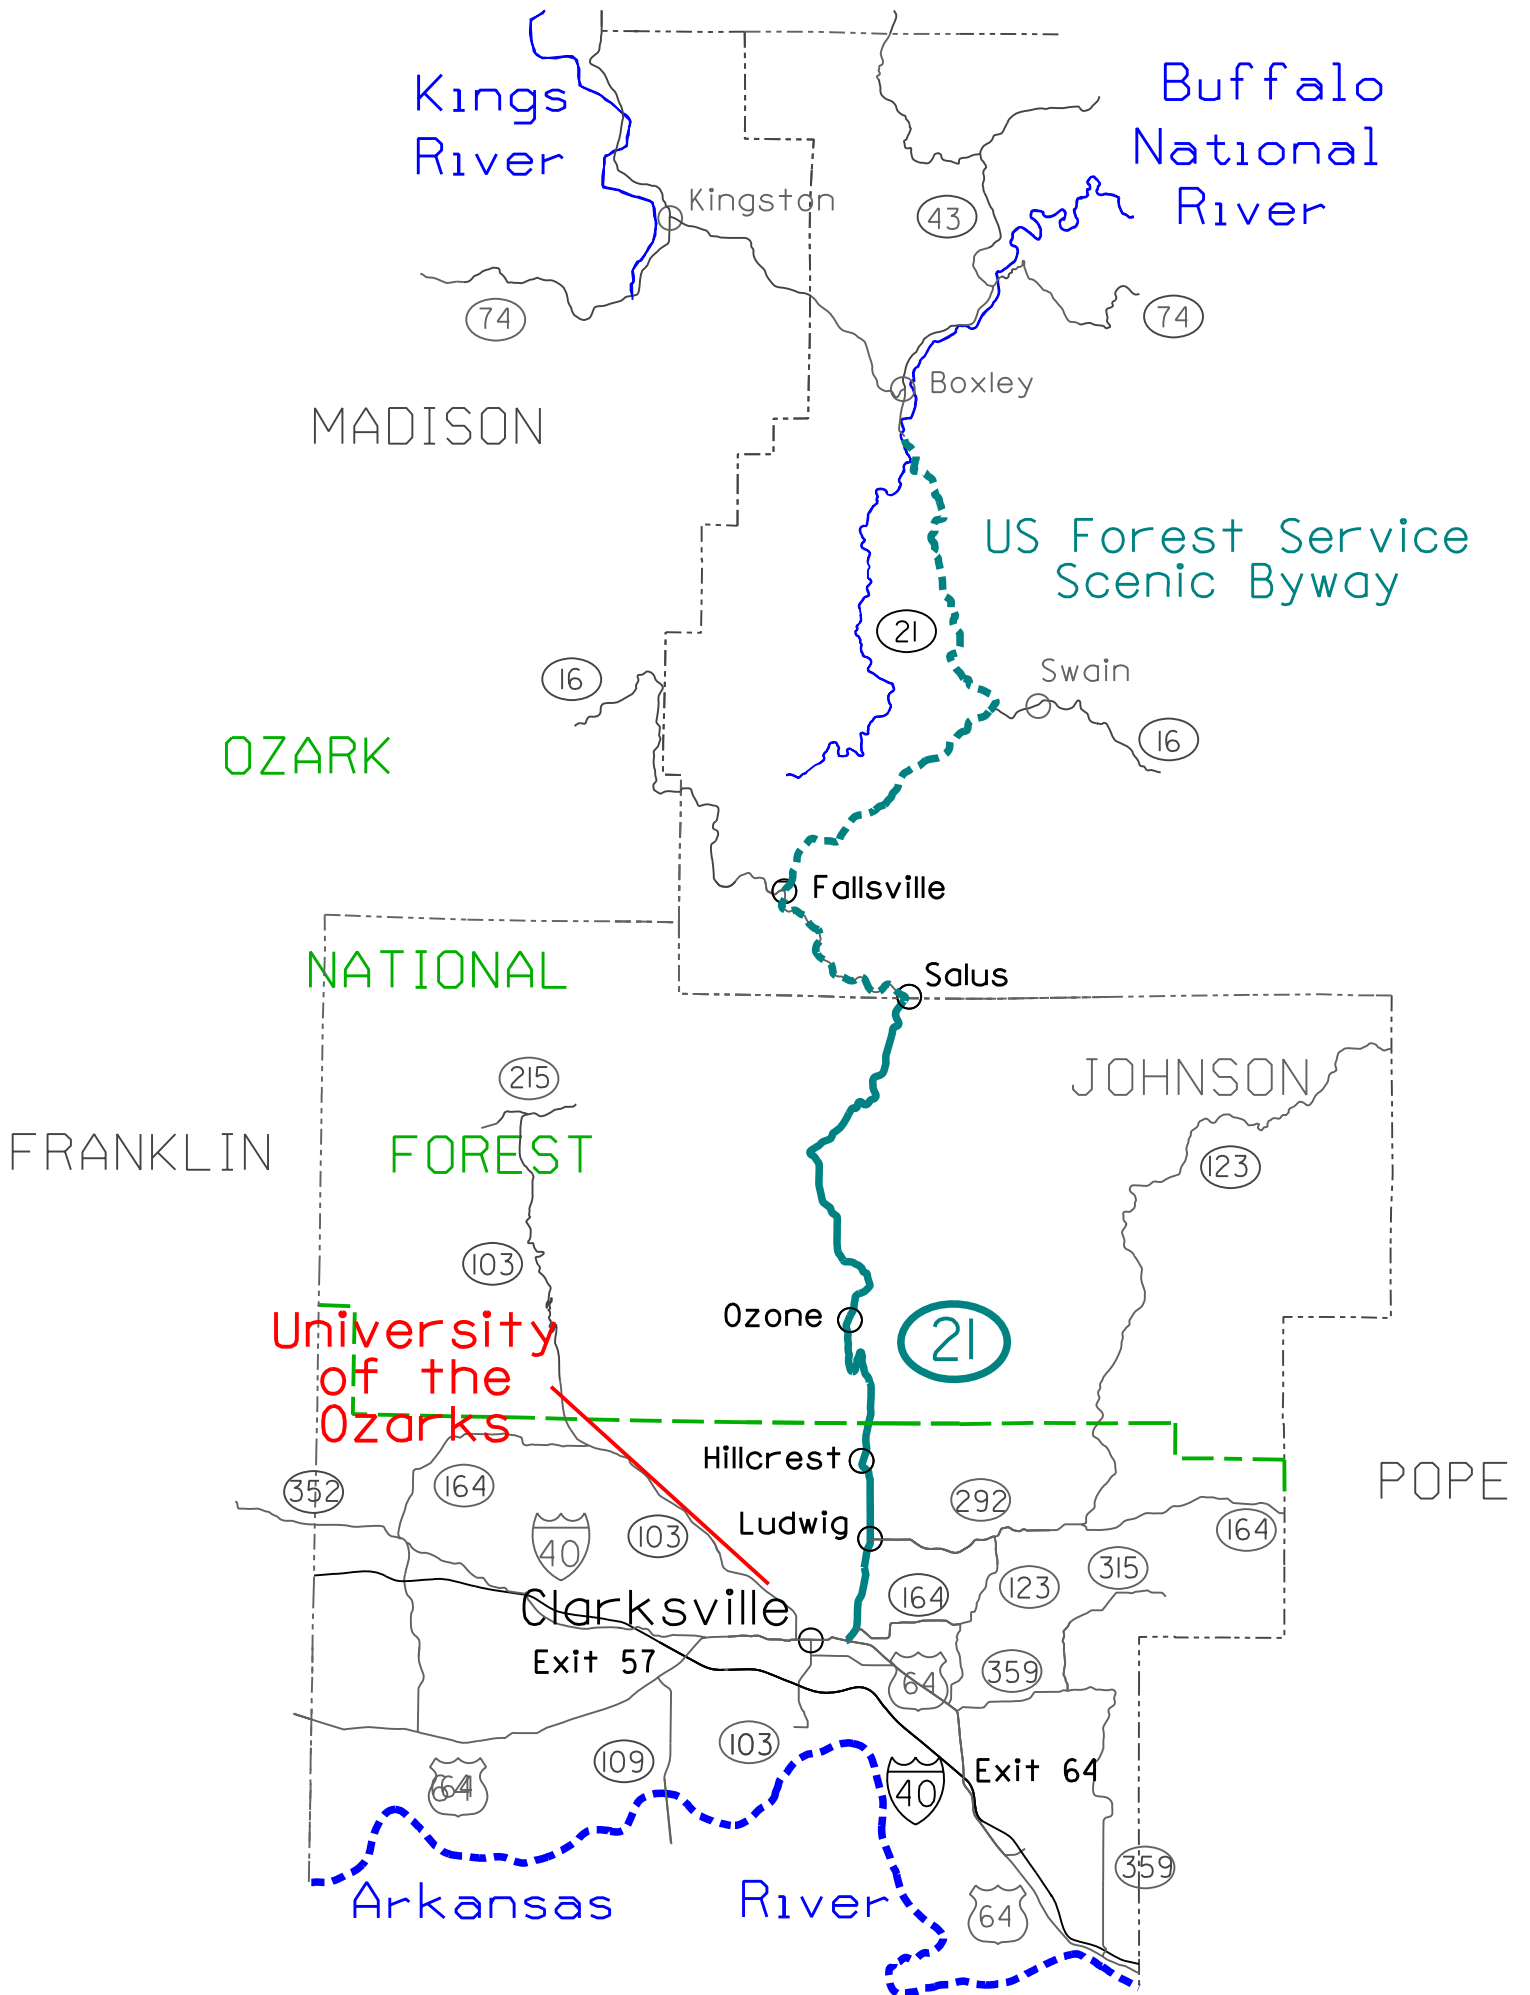 Kings
River
Buffalo
National
River
Kingston
43
74
74
Boxley
MADISON
US Forest Service
Scenic Byway
21
Swain
16
16
OZARK
Fallsville
NATIONAL
Salus
215
JOHNSON
FRANKLIN
FOREST
123
103
University
of the
Ozarks
Ozone
21
Hillcrest
POPE
352
164
292
Ludwig
103
164
40
315
164
123
Clarksville
Exit 57
64
359
103
109
Exit 64
64
40
359
Arkansas River
64